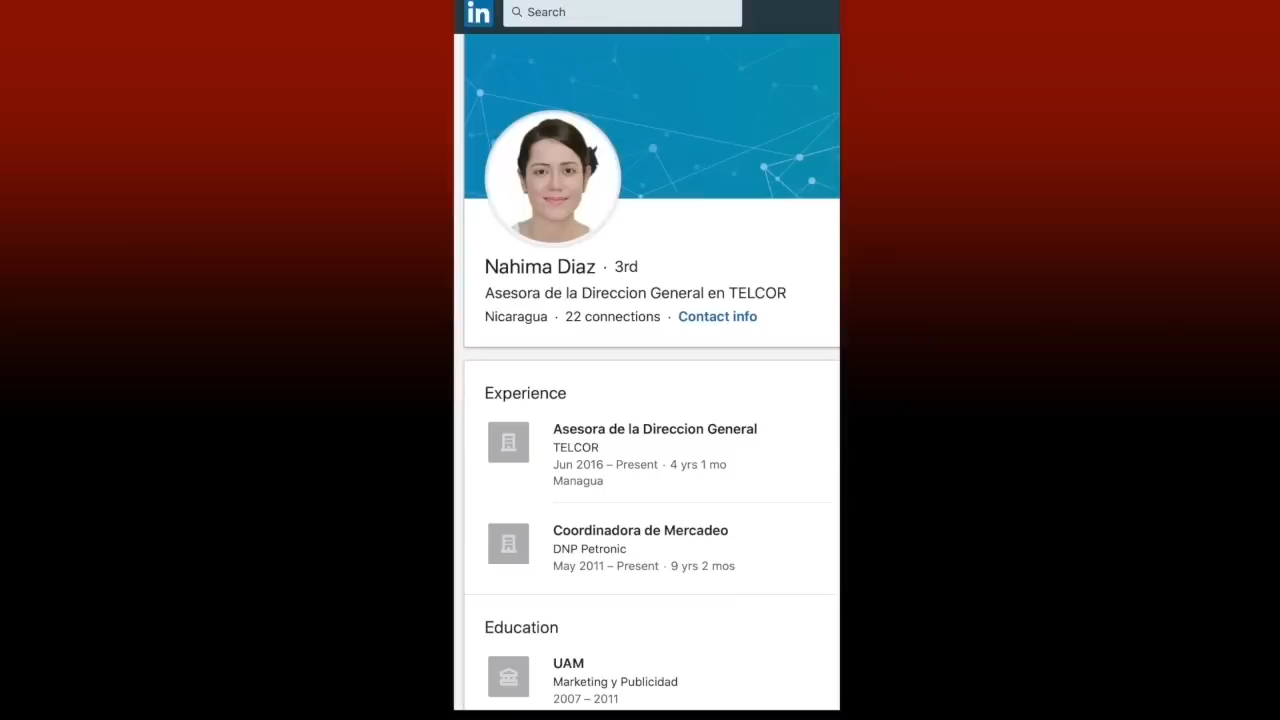 in Search
Nahima Diaz · 3rd
Asesora de la Direccion General en TELCOR
Nicaragua · 22 connections · Contact info
Experience
Asesora de la Direccion General
TELCOR
Jun 2016 – Present · 4 yrs 1 mo
Managua
Coordinadora de Mercadeo
DNP Petronic
May 2011 – Present · 9 yrs 2 mos
Education
UAM
Marketing y Publicidad
2007 – 2011